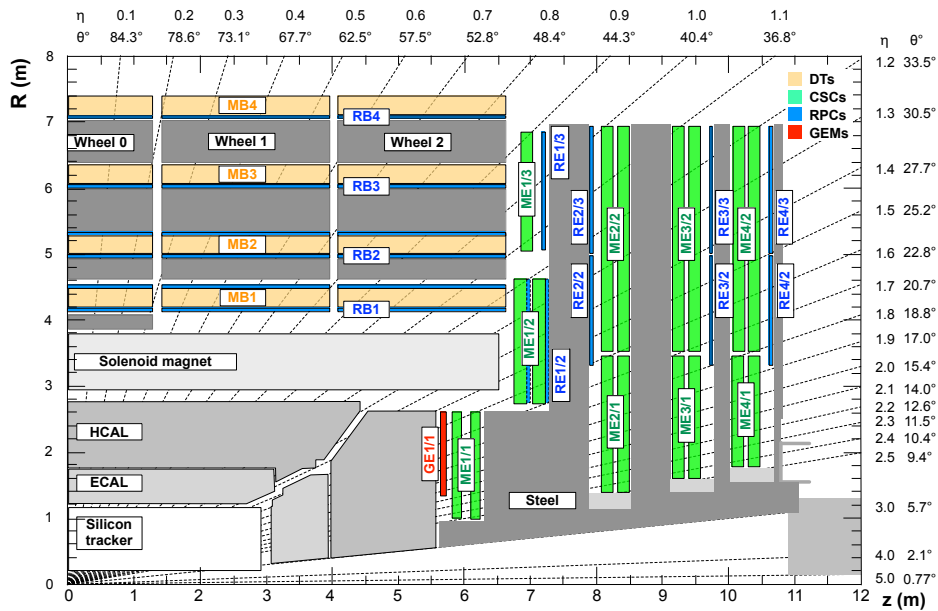 η 0.1 0.2 0.3 0.4 0.5 0.6 0.7 0.8 0.9 1.0 1.1
θ° 84.3° 78.6° 73.1° 67.7° 62.5° 57.5° 52.8° 48.4° 44.3° 40.4° 36.8° η θ°
R (m)
8
7
6
5
4
3
2
1
0
1.2 33.5°
1.3 30.5°
1.4 27.7°
1.5 25.2°
1.6 22.8°
1.7 20.7°
1.8 18.8°
1.9 17.0°
2.0 15.4°
2.1 14.0°
2.2 12.6°
2.3 11.5°
2.4 10.4°
2.5 9.4°
3.0 5.7°
4.0 2.1°
5.0 0.77°
DTs
CSCs
RPCs
GEMs
MB4
RB4
Wheel 0
Wheel 1
Wheel 2
MB3
RB3
MB2
RB2
MB1
RB1
Solenoid magnet
HCAL
ECAL
Silicon
tracker
Steel
GE1/1
ME1/1
ME1/2
ME1/3
RE1/3
RE1/2
RE2/3
RE2/2
ME2/2
ME2/1
ME3/2
ME3/1
RE3/3
RE3/2
ME4/2
ME4/1
RE4/3
RE4/2
0 1 2 3 4 5 6 7 8 9 10 11 12
z (m)